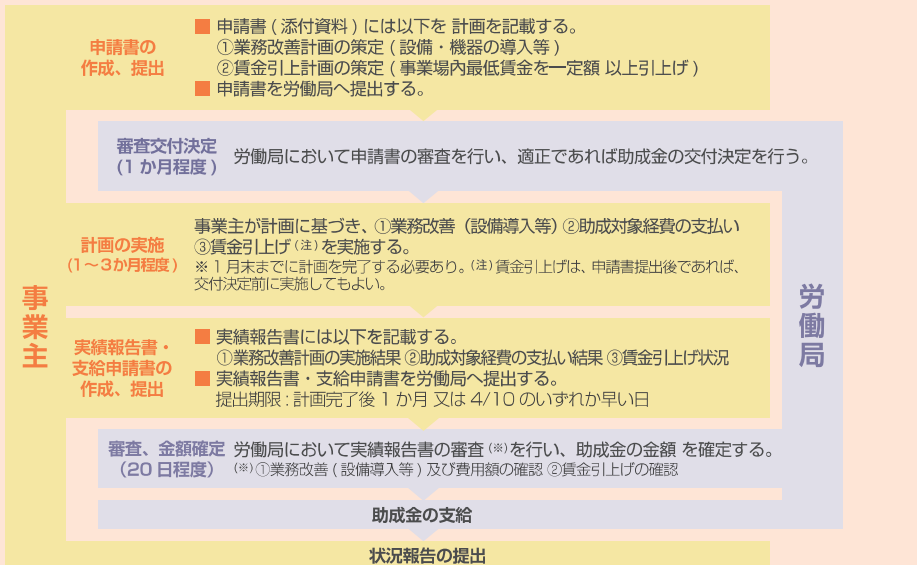 事業主
申請書の
作成、提出
■ 申請書 ( 添付資料 ) には以下を 計画を記載する。
①業務改善計画の策定 ( 設備・機器の導入等 )
②賃金引上計画の策定 ( 事業場内最低賃金を一定額 以上引上げ )
■ 申請書を労働局へ提出する。
労働局
審査交付決定
(1 か月程度 )
労働局において申請書の審査を行い、適正であれば助成金の交付決定を行う。
計画の実施
(1～3か月程度 )
事業主が計画に基づき、①業務改善（設備導入等）②助成対象経費の支払い
③賃金引上げ（注）を実施する。
※ 1 月末までに計画を完了する必要あり。（注）賃金引上げは、申請書提出後であれば、
交付決定前に実施してもよい。
実績報告書・
支給申請書の
作成、提出
■ 実績報告書には以下を記載する。
①業務改善計画の実施結果 ②助成対象経費の支払い結果 ③賃金引上げ状況
■ 実績報告書・支給申請書を労働局へ提出する。
提出期限 : 計画完了後 1 か月 又は 4/10 のいずれか早い日
審査、金額確定
（20 日程度）
労働局において実績報告書の審査（※）を行い、助成金の金額 を確定する。
（※）①業務改善 ( 設備導入等 ) 及び費用額の確認 ②賃金引上げの確認
助成金の支給
状況報告の提出